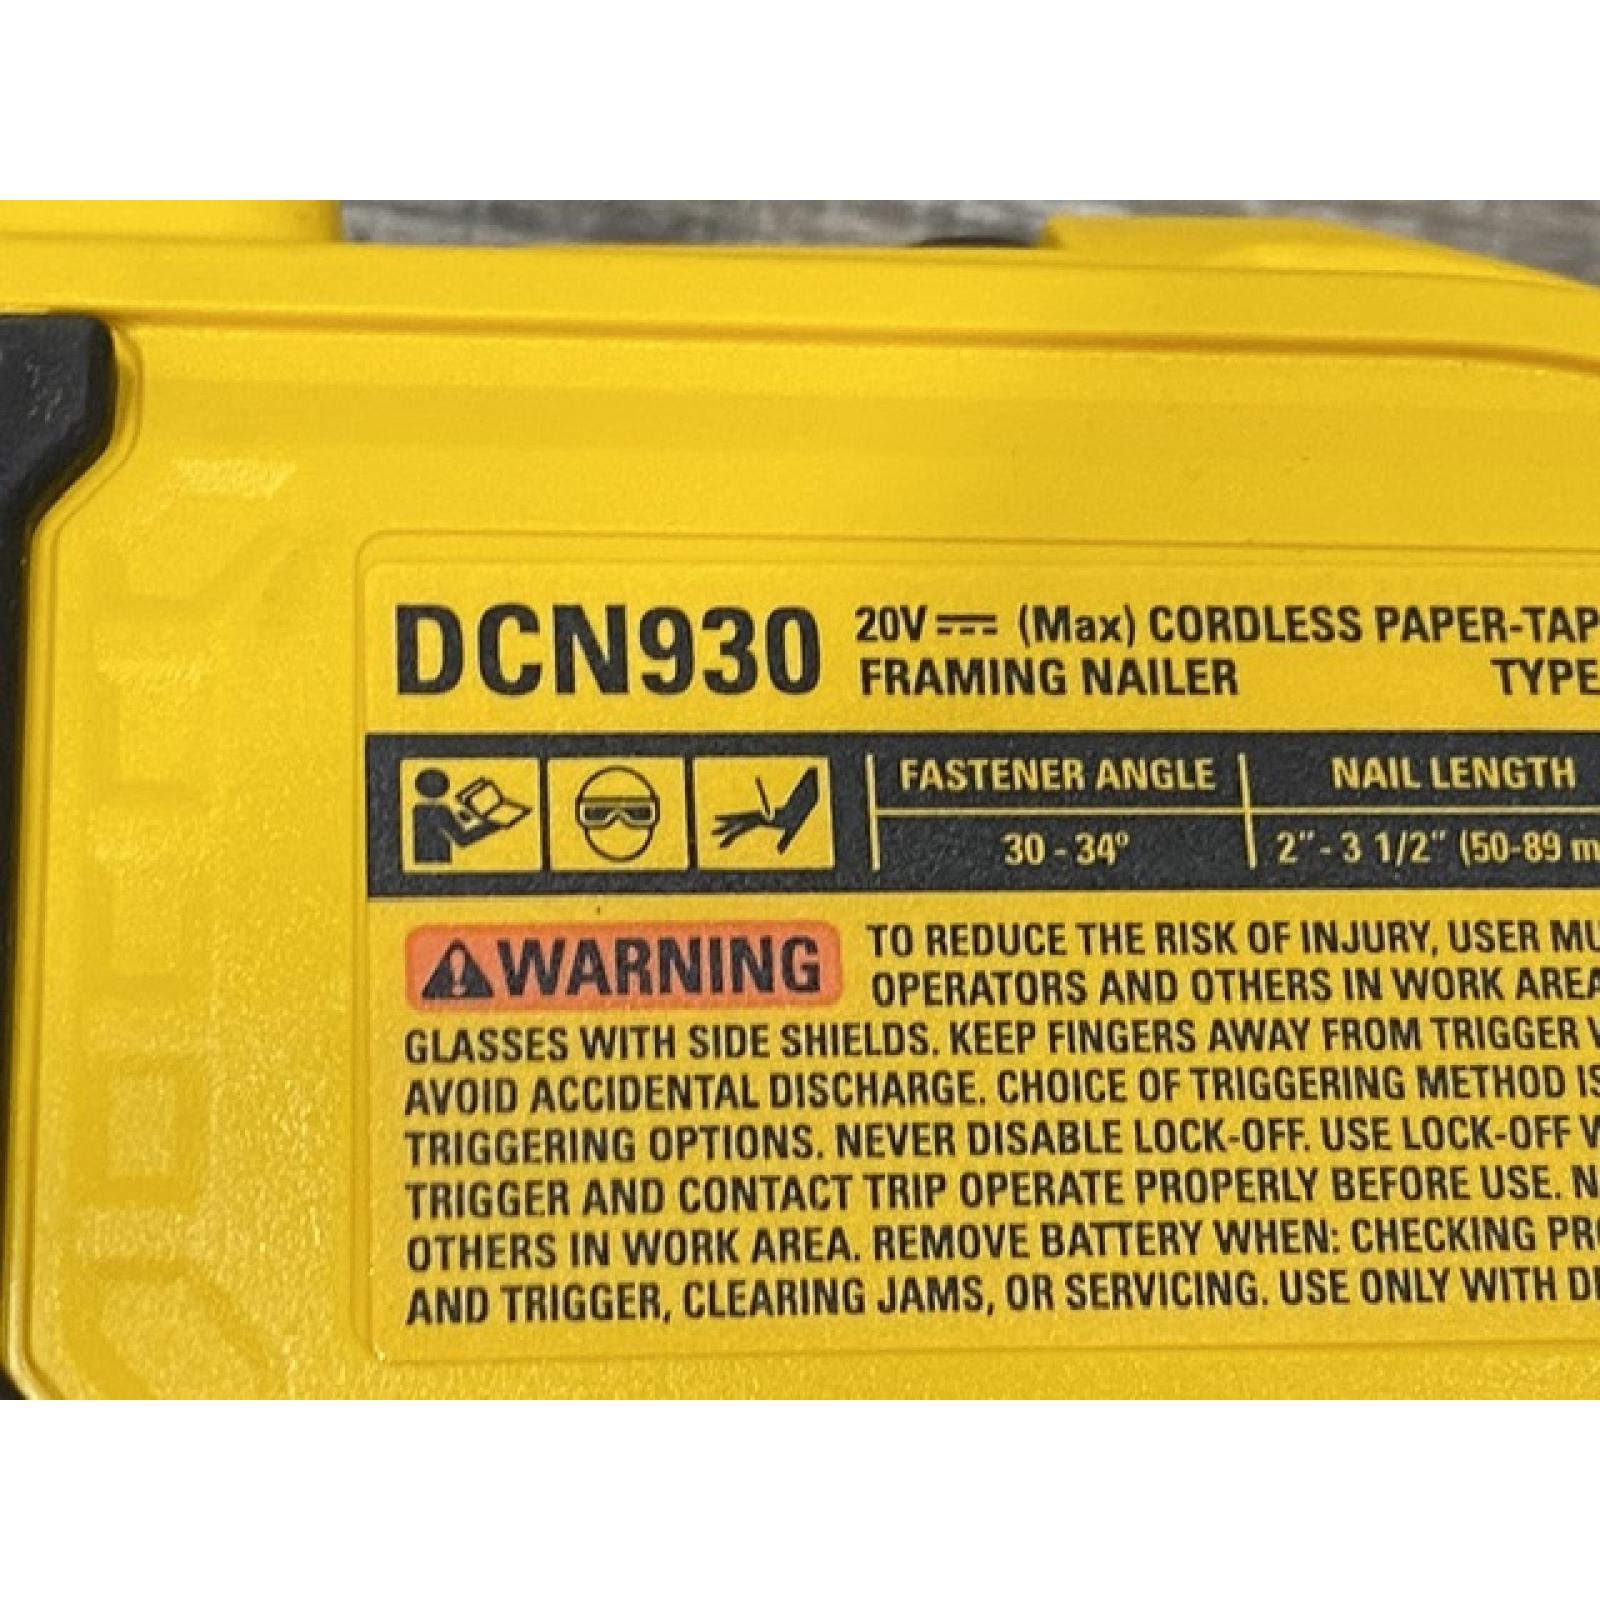 DCN930
20V (Max) CORDLESS PAPER-TAP
FRAMING NAILER TYPE
FASTENER ANGLE NAIL LENGTH
30 - 34° 2" - 3 1/2" (50-89 m
WARNING
TO REDUCE THE RISK OF INJURY, USER MU
OPERATORS AND OTHERS IN WORK AREA
GLASSES WITH SIDE SHIELDS. KEEP FINGERS AWAY FROM TRIGGER
AVOID ACCIDENTAL DISCHARGE. CHOICE OF TRIGGERING METHOD IS
TRIGGERING OPTIONS. NEVER DISABLE LOCK-OFF. USE LOCK-OFF
TRIGGER AND CONTACT TRIP OPERATE PROPERLY BEFORE USE. N
OTHERS IN WORK AREA. REMOVE BATTERY WHEN: CHECKING PRO
AND TRIGGER, CLEARING JAMS, OR SERVICING. USE ONLY WITH DE